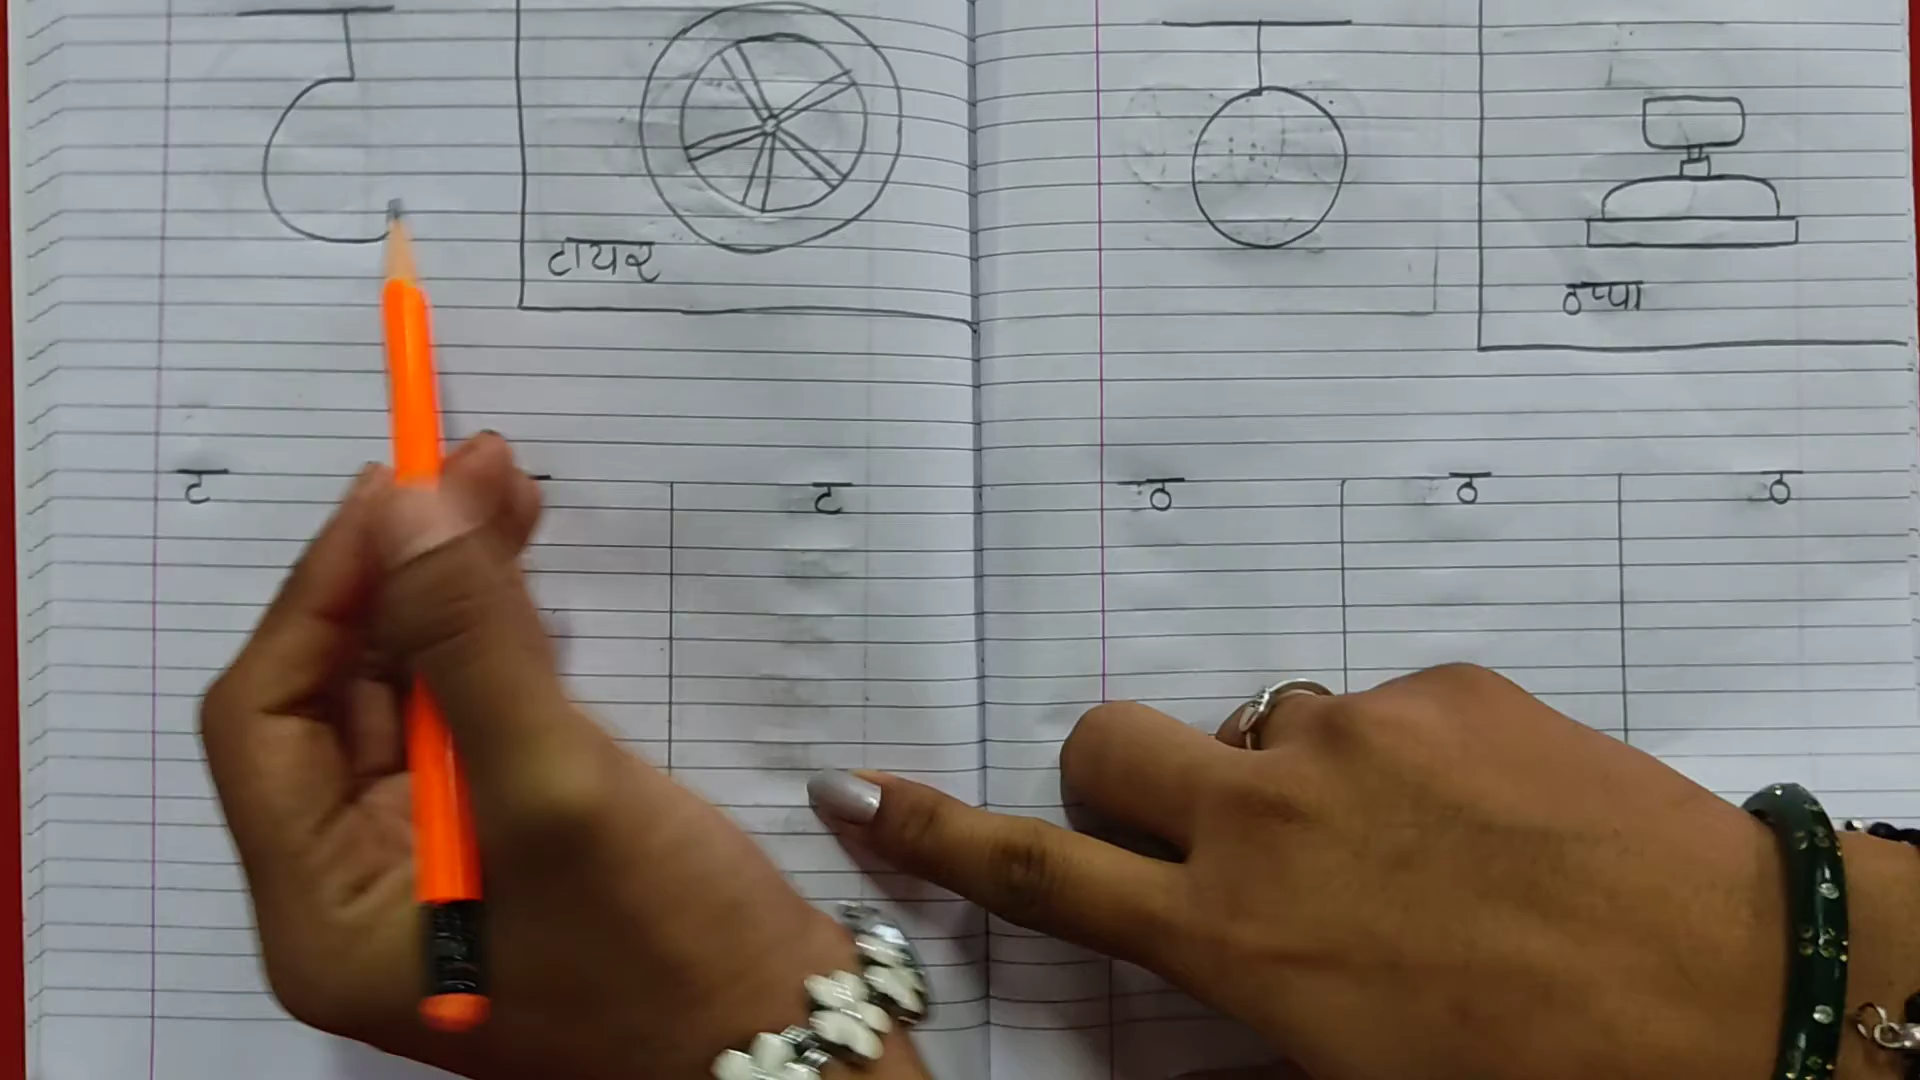 ट
टायर
ठ
ठप्पा
ट ट
ठ ठ ठ